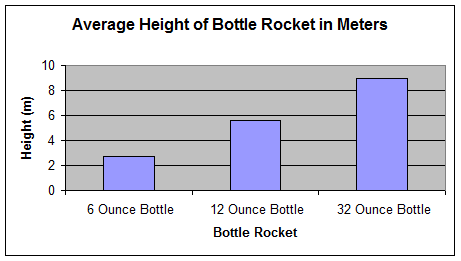 Average Height of Bottle Rocket in Meters
10
8
6
4
2
0
Height (m)
6 Ounce Bottle 12 Ounce Bottle 32 Ounce Bottle
Bottle Rocket